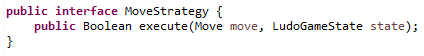 public interface MoveStrategy {
    public Boolean execute(Move move, LudoGameState state);
}